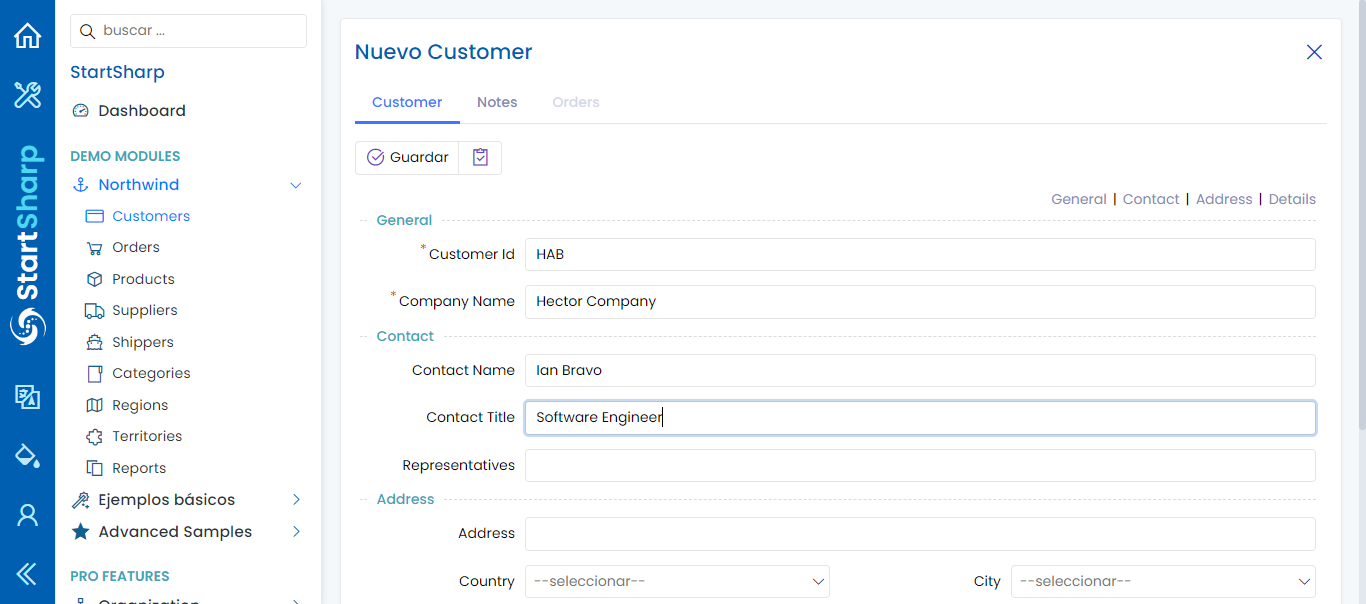 StartSharp
buscar ...
StartSharp
Dashboard
DEMO MODULES
Northwind
Customers
Orders
Products
Suppliers
Shippers
Categories
Regions
Territories
Reports
Ejemplos básicos
Advanced Samples
PRO FEATURES
Organization
Nuevo Customer
Customer Notes Orders
Guardar
General | Contact | Address | Details
General
* Customer Id HAB
* Company Name Hector Company
Contact
Contact Name Ian Bravo
Contact Title Software Engineer
Representatives
Address
Address
Country --seleccionar-- City --seleccionar--